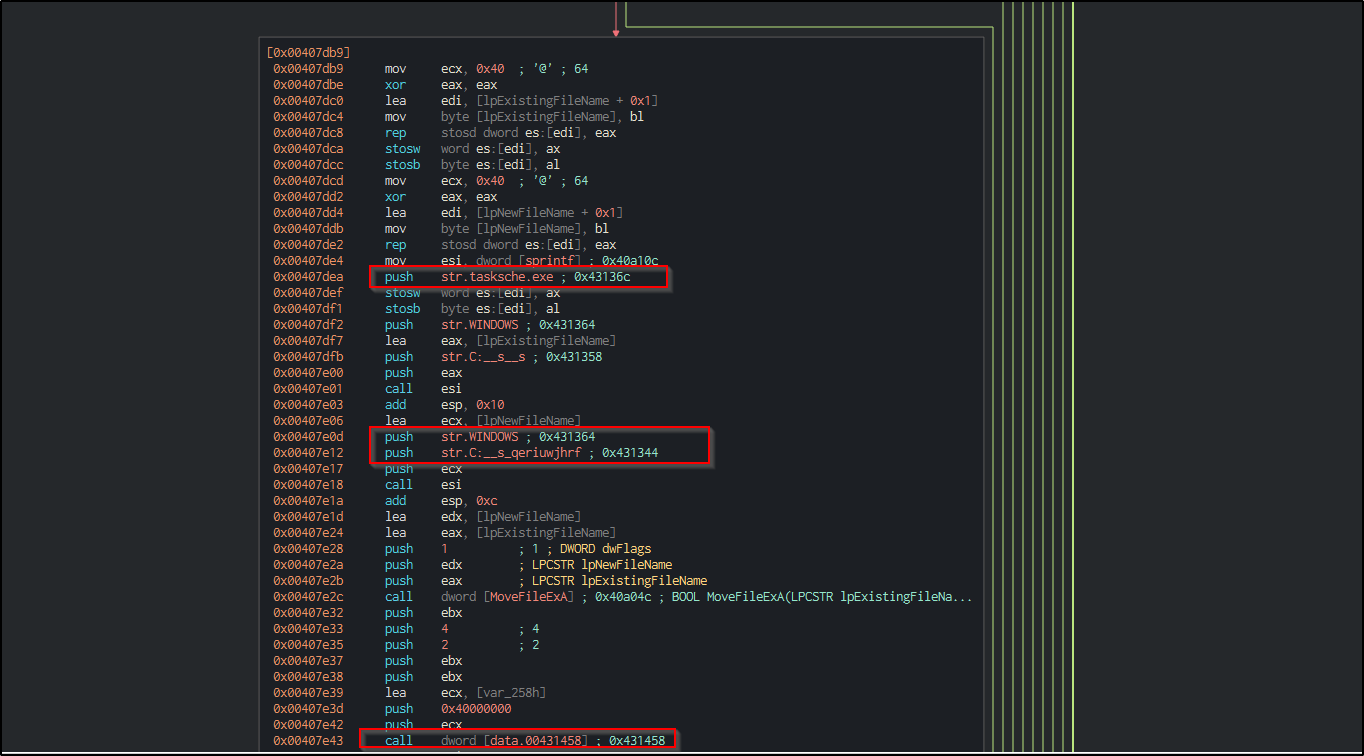 [0x00407db9]
0x00407db9 mov ecx, 0x40 ; '@' ; 64
0x00407dbe xor eax, eax
0x00407dc0 lea edi, [lpExistingFileName + 0x1]
0x00407dc4 mov byte [lpExistingFileName], bl
0x00407dc8 rep stosd dword es:[edi], eax
0x00407dca stosw word es:[edi], ax
0x00407dcc stosb byte es:[edi], al
0x00407dcd mov ecx, 0x40 ; '@' ; 64
0x00407dd2 xor eax, eax
0x00407dd4 lea edi, [lpNewFileName + 0x1]
0x00407ddb mov byte [lpNewFileName], bl
0x00407de2 rep stosd dword es:[edi], eax
0x00407de4 mov esi, dword [sprintf] ; 0x40a10c
0x00407dea push str.tasksche.exe ; 0x43136c
0x00407def stosw word es:[edi], ax
0x00407df1 stosb byte es:[edi], al
0x00407df2 push str.WINDOWS ; 0x431364
0x00407df7 lea eax, [lpExistingFileName]
0x00407dfb push str.C:__s__s ; 0x431358
0x00407e00 push eax
0x00407e01 call esi
0x00407e03 add esp, 0x10
0x00407e06 lea ecx, [lpNewFileName]
0x00407e0d push str.WINDOWS ; 0x431364
0x00407e12 push str.C:__s_qeriuwjhrf ; 0x431344
0x00407e17 push ecx
0x00407e18 call esi
0x00407e1a add esp, 0xc
0x00407e1d lea edx, [lpNewFileName]
0x00407e24 lea eax, [lpExistingFileName]
0x00407e28 push 1 ; 1 ; DWORD dwFlags
0x00407e2a push edx ; LPCSTR lpNewFileName
0x00407e2b push eax ; LPCSTR lpExistingFileName
0x00407e2c call dword [MoveFileExA] ; 0x40a04c ; BOOL MoveFileExA(LPCSTR lpExistingFileNa...
0x00407e32 push ebx
0x00407e33 push 4 ; 4
0x00407e35 push 2 ; 2
0x00407e37 push ebx
0x00407e38 push ebx
0x00407e39 lea ecx, [var_258h]
0x00407e3d push 0x40000000
0x00407e42 push ecx
0x00407e43 call dword [data.00431458] ; 0x431458